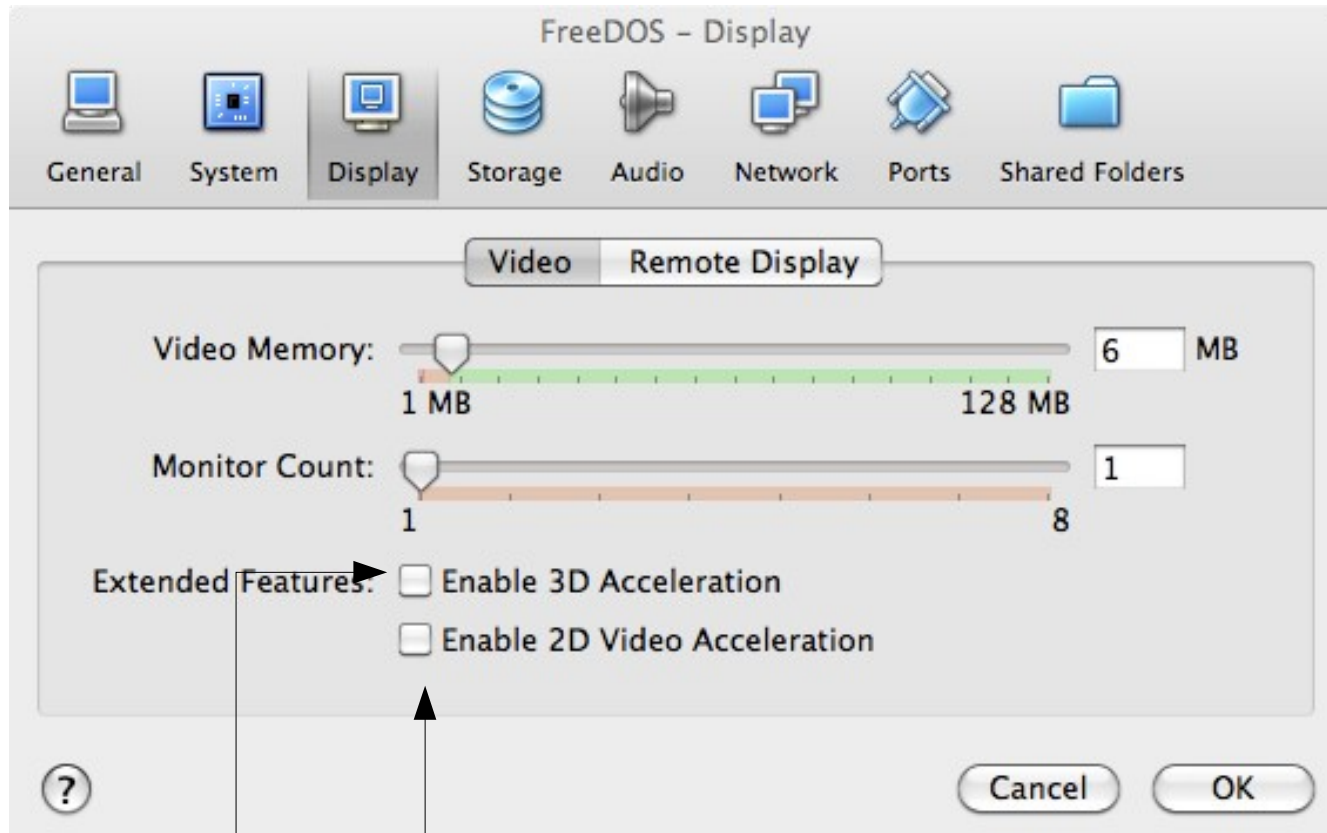 FreeDOS – Display
General System Display Storage Audio Network Ports Shared Folders
Video Remote Display
Video Memory: 6 MB
1 MB 128 MB
Monitor Count: 1
1 8
Extended Features: Enable 3D Acceleration
Enable 2D Video Acceleration
? Cancel OK